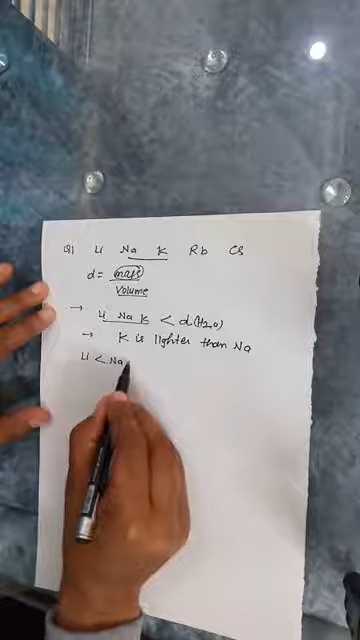 Q1 Li Na K Rb Cs
d = mass
volume
→ Li Na K < d(H2O)
→ K is lighter than Na
Li < Na